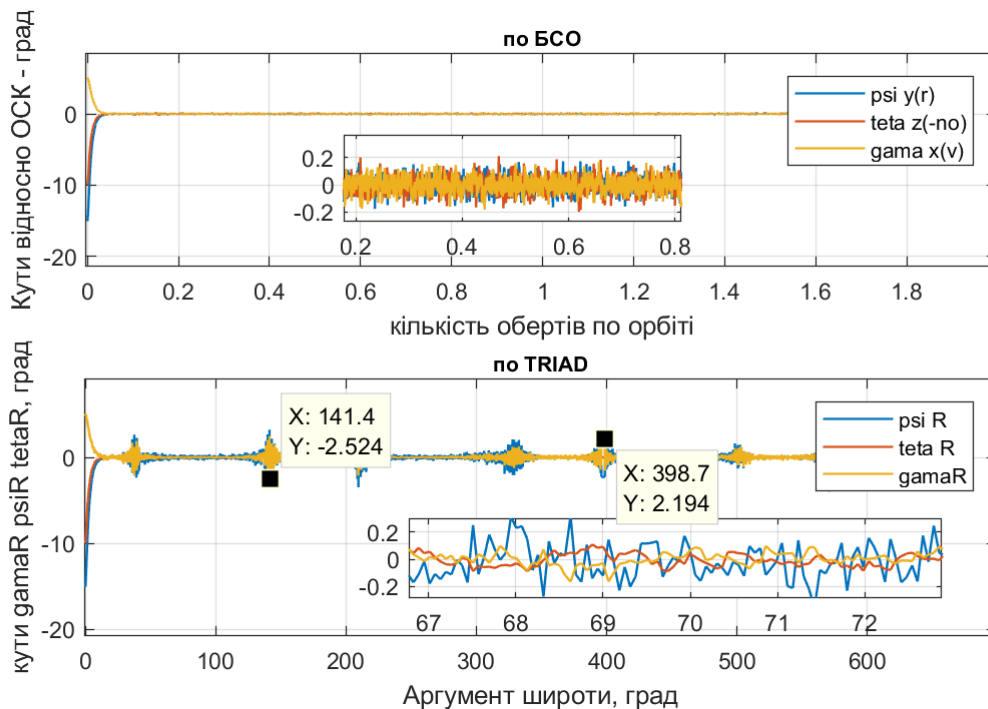 по БСО
Кути відносно ОСК - град
0
-10
-20
psi y(r)
teta z(-no)
gama x(v)
0.2
0
-0.2
0.2
0.4
0.6
0.8
0
0.2
0.4
0.6
0.8
1
1.2
1.4
1.6
1.8
кількість обертів по орбіті
по TRIAD
кути gamaR psiR tetaR, град
0
-10
-20
X: 141.4
Y: -2.524
X: 398.7
Y: 2.194
psi R
teta R
gamaR
0.2
0
-0.2
67
68
69
70
71
72
0
100
200
300
400
500
600
Аргумент широти, град